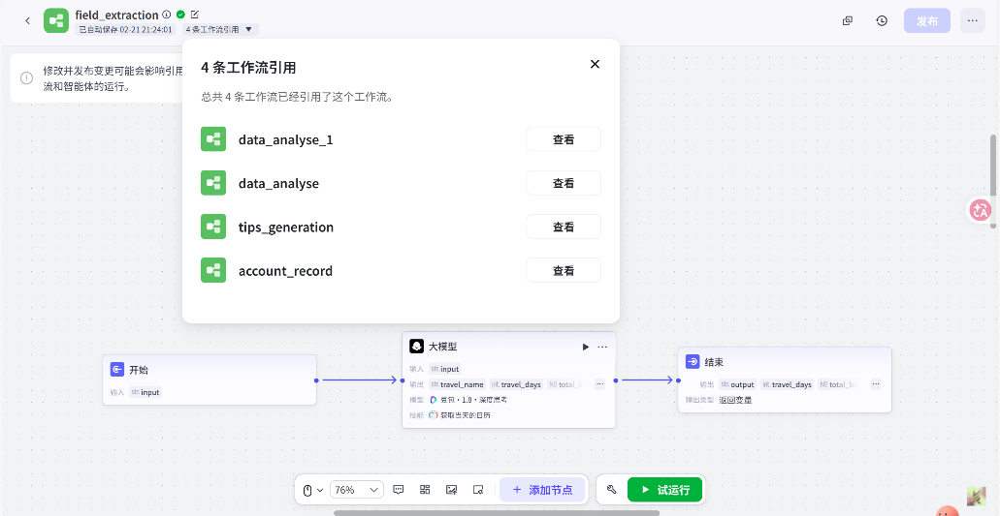 field_extraction
已自动保存 02-21 21:24:01
4 条工作流引用
发布
修改并发布变更可能会影响引用
流和智能体的运行。
4 条工作流引用
总共 4 条工作流已经引用了这个工作流。
data_analyse_1
查看
data_analyse
查看
tips_generation
查看
account_record
查看
开始
输入 str. input
大模型
输入 str. input
输出 str. travel_name int. travel_days
模型 豆包·1.8·深度思考
技能 获取当天的日历
结束
输出 str. output int. travel_days
输出类型 返回变量
76%
添加节点
试运行